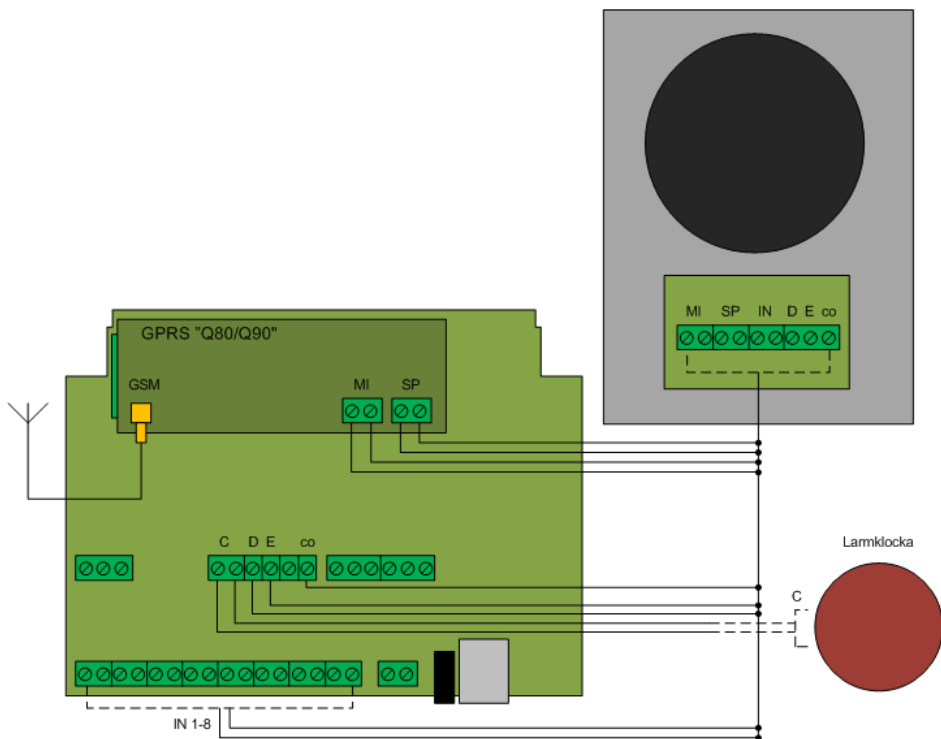 MI SP IN D E co
GPRS "Q80/Q90"
GSM
MI SP
C D E co
Larmklocka
C
IN 1-8